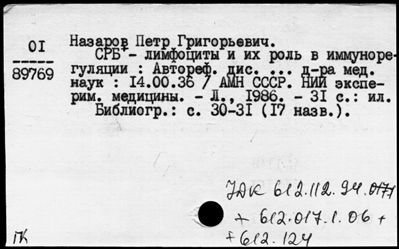 OI
89769
Назаров Петр Григорьевич.
СРБ+- лимфоциты и их роль в иммуноре-
гуляции : Автореф. дис. ... д-ра мед.
наук : 14.00.36 / АМН СССР. НИИ экспе-
рим. медицины. - Л., 1986. - 31 с.: ил.
Библиогр.: с. 30-31 (17 назв.).
УДК 612.112.94.017.1
+ 612.017.1.06 +
+ 612.124
ПК